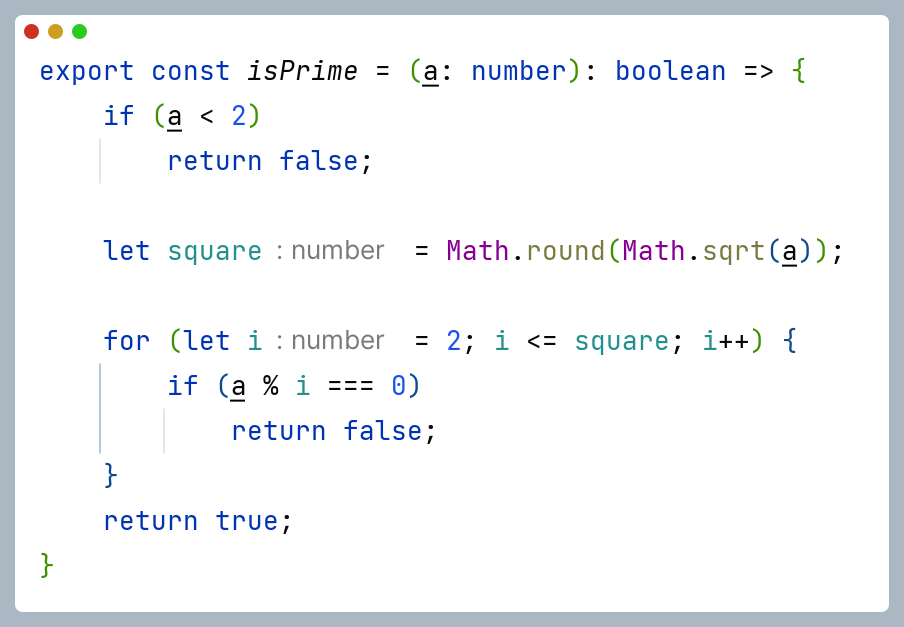 export const isPrime = (a: number): boolean => {
    if (a < 2)
        return false;

    let square : number = Math.round(Math.sqrt(a));

    for (let i : number = 2; i <= square; i++) {
        if (a % i === 0)
            return false;
    }
    return true;
}